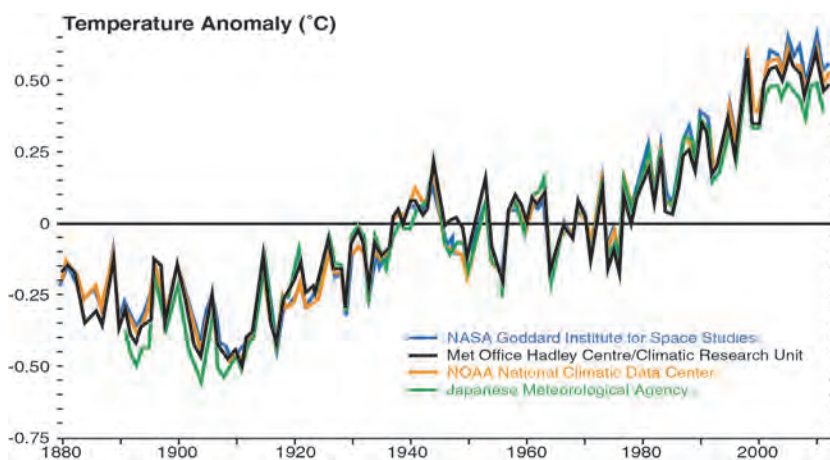 Temperature Anomaly (˚C)
0.50
0.25
0
-0.25
-0.50
-0.75
NASA Goddard Institute for Space Studies
Met Office Hadley Centre/Climatic Research Unit
NOAA National Climatic Data Center
Japanese Meteorological Agency
1880 1900 1920 1940 1960 1980 2000